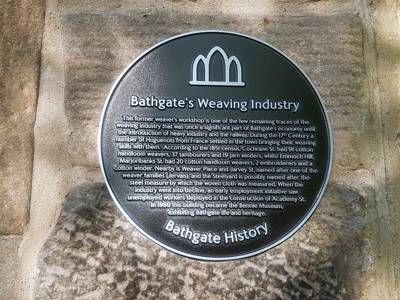 Bathgate's Weaving Industry
This former weaver's workshop is one of the few remaining traces of the
weaving industry that was once a significant part of Bathgate's economy until
the introduction of heavy industry and the railway. During the 17th Century a
number of Huguenots from France settled in the town bringing their weaving
skills with them. According to the 1851 census, Cochrane St. had 91 cotton
handloom weavers, 37 tambourers and 19 pirn winders, whilst Emmoch Hill,
Marjoribanks St. had 20 cotton handloom weavers, 2 embroiderers and a
cotton winder. Nearby is Weaver Place and Jarvey St. named after one of the
weaver families (Jervais), and the Steelyard is possibly named after the
steel measure by which the woven cloth was measured. When the
industry went into decline, an early employment initiative saw
unemployed workers deployed in the construction of Academy St.
In 1980 this building became the Bennie Museum,
exhibiting Bathgate life and heritage.
Bathgate History